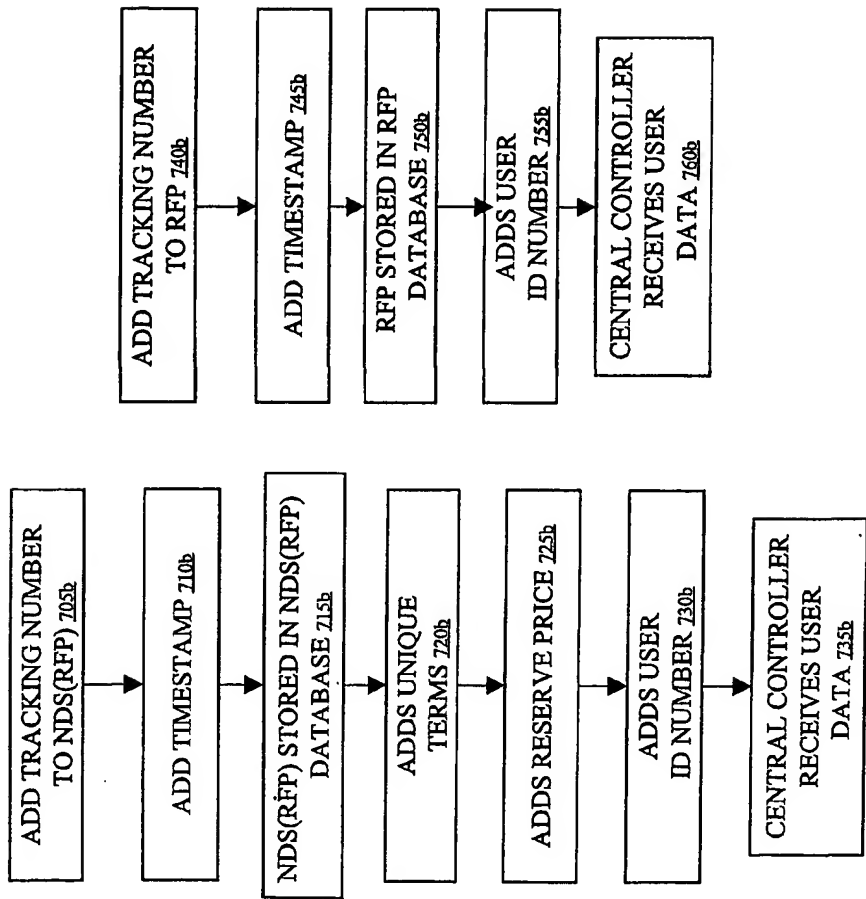 ADD TRACKING NUMBER
TO NDS(RFP) 705b
ADD TIMESTAMP 710b
NDS(RFP) STORED IN NDS(RFP)
DATABASE 715b
ADDS UNIQUE
TERMS 720b
ADDS RESERVE PRICE 725b
ADDS USER
ID NUMBER 730b
CENTRAL CONTROLLER
RECEIVES USER
DATA 735b
ADD TRACKING NUMBER
TO RFP 740b
ADD TIMESTAMP 745b
RFP STORED IN RFP
DATABASE 750b
ADDS USER
ID NUMBER 755b
CENTRAL CONTROLLER
RECEIVES USER
DATA 760b